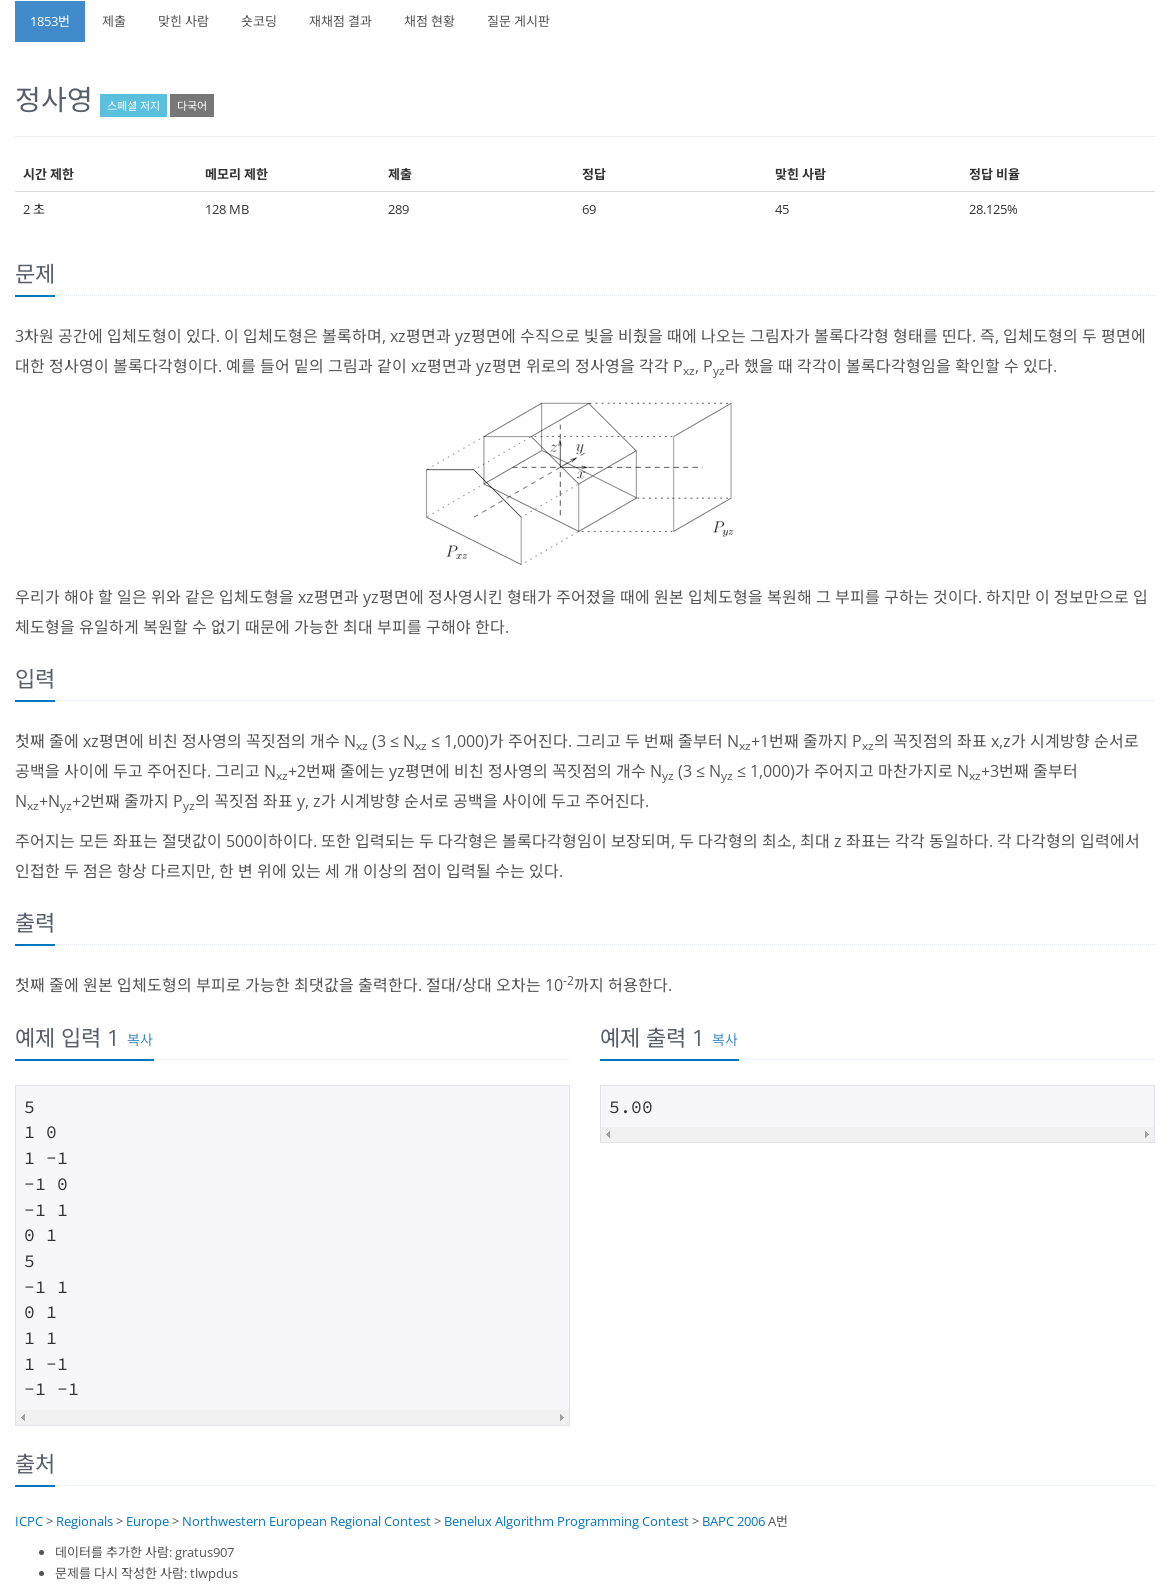 1853번 제출 맞힌 사람 숏코딩 재채점 결과 채점 현황 질문 게시판
정사영 스페셜 저지 다국어
시간 제한 메모리 제한 제출 정답 맞힌 사람 정답 비율
2 초 128 MB 289 69 45 28.125%
문제
3차원 공간에 입체도형이 있다. 이 입체도형은 볼록하며, xz평면과 yz평면에 수직으로 빛을 비췄을 때에 나오는 그림자가 볼록다각형 형태를 띤다. 즉, 입체도형의 두 평면에
대한 정사영이 볼록다각형이다. 예를 들어 밑의 그림과 같이 xz평면과 yz평면 위로의 정사영을 각각 Pxz, Pyz라 했을 때 각각이 볼록다각형임을 확인할 수 있다.
z y
x
Pyz
Pxz
우리가 해야 할 일은 위와 같은 입체도형을 xz평면과 yz평면에 정사영시킨 형태가 주어졌을 때에 원본 입체도형을 복원해 그 부피를 구하는 것이다. 하지만 이 정보만으로 입
체도형을 유일하게 복원할 수 없기 때문에 가능한 최대 부피를 구해야 한다.
입력
첫째 줄에 xz평면에 비친 정사영의 꼭짓점의 개수 Nxz (3 ≤ Nxz ≤ 1,000)가 주어진다. 그리고 두 번째 줄부터 Nxz+1번째 줄까지 Pxz의 꼭짓점의 좌표 x,z가 시계방향 순서로
공백을 사이에 두고 주어진다. 그리고 Nxz+2번째 줄에는 yz평면에 비친 정사영의 꼭짓점의 개수 Nyz (3 ≤ Nyz ≤ 1,000)가 주어지고 마찬가지로 Nxz+3번째 줄부터
Nxz+Nyz+2번째 줄까지 Pyz의 꼭짓점 좌표 y, z가 시계방향 순서로 공백을 사이에 두고 주어진다.
주어지는 모든 좌표는 절댓값이 500이하이다. 또한 입력되는 두 다각형은 볼록다각형임이 보장되며, 두 다각형의 최소, 최대 z 좌표는 각각 동일하다. 각 다각형의 입력에서
인접한 두 점은 항상 다르지만, 한 변 위에 있는 세 개 이상의 점이 입력될 수는 있다.
출력
첫째 줄에 원본 입체도형의 부피로 가능한 최댓값을 출력한다. 절대/상대 오차는 10-2까지 허용한다.
예제 입력 1 복사
5
1 0
1 -1
-1 0
-1 1
0 1
5
-1 1
0 1
1 1
1 -1
-1 -1
예제 출력 1 복사
5.00
출처
ICPC > Regionals > Europe > Northwestern European Regional Contest > Benelux Algorithm Programming Contest > BAPC 2006 A번
• 데이터를 추가한 사람: gratus907
• 문제를 다시 작성한 사람: tlwpdus